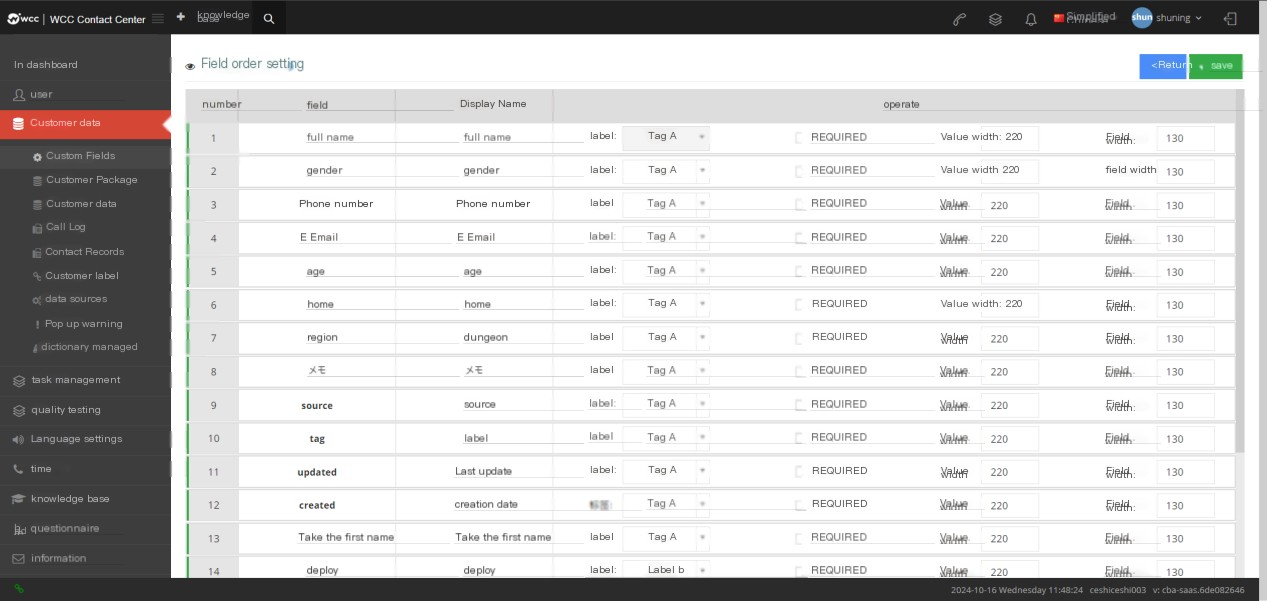 wcc | WCC Contact Center
knowledge base
Simplified
shun shuning
In dashboard
user
Customer data
Custom Fields
Customer Package
Customer data
Call Log
Contact Records
Customer label
data sources
Pop up warning
dictionary managed
task management
quality testing
Language settings
time
knowledge base
questionnaire
information
Field order setting
<Return
save
number field Display Name operate
1 full name full name label: Tag A REQUIRED Value width: 220 Field width: 130
2 gender gender label: Tag A REQUIRED Value width 220 field width 130
3 Phone number Phone number label Tag A REQUIRED Value width 220 Field width: 130
4 E Email E Email label: Tag A REQUIRED Value width 220 Field width: 130
5 age age label: Tag A REQUIRED Value width 220 Field width: 130
6 home home label: Tag A REQUIRED Value width: 220 Field width: 130
7 region dungeon label Tag A REQUIRED Value width 220 Field width: 130
8 メモ メモ label Tag A REQUIRED Value width 220 Field width: 130
9 source source label: Tag A REQUIRED Value width 220 Field width: 130
10 tag label label Tag A REQUIRED Value width 220 Field width: 130
11 updated Last update label: Tag A REQUIRED Value width 220 Field width: 130
12 created creation date Tag A REQUIRED Value width 220 Field width: 130
13 Take the first name Take the first name label Tag A REQUIRED Value width 220 Field width: 130
14 deploy deploy label: Label b REQUIRED Value width 220 Field width: 130
2024-10-16 Wednesday 11:48:24 ceshiceshi003 v: cba-saas.6de082646